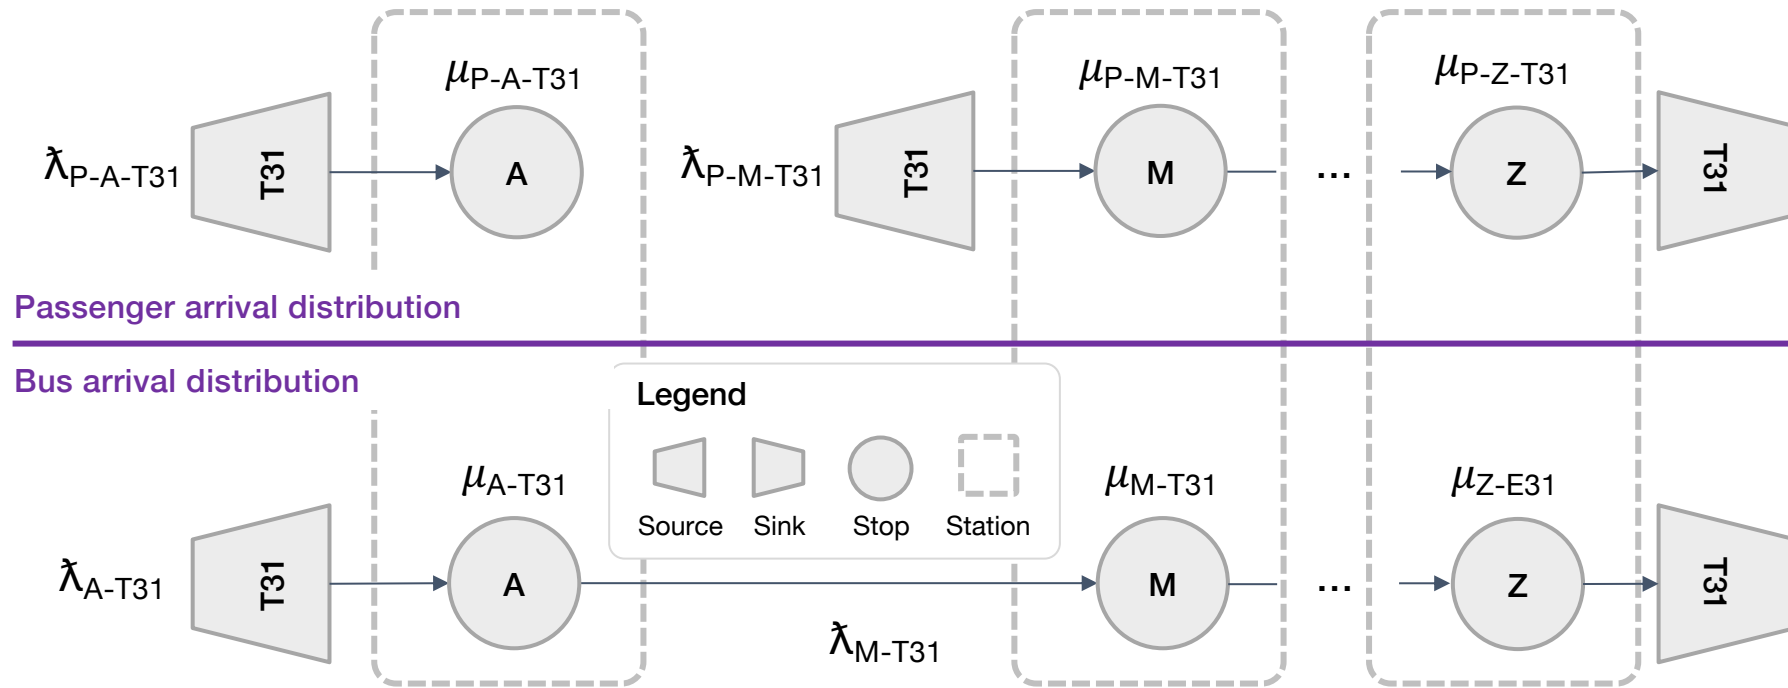 μP-A-T31
μP-M-T31
μP-Z-T31
ƛP-A-T31
T31
A
ƛP-M-T31
T31
M
...
Z
T31
Passenger arrival distribution
Bus arrival distribution
Legend
Source
Sink
Stop
Station
μA-T31
μM-T31
μZ-E31
ƛA-T31
T31
A
ƛM-T31
M
...
Z
T31